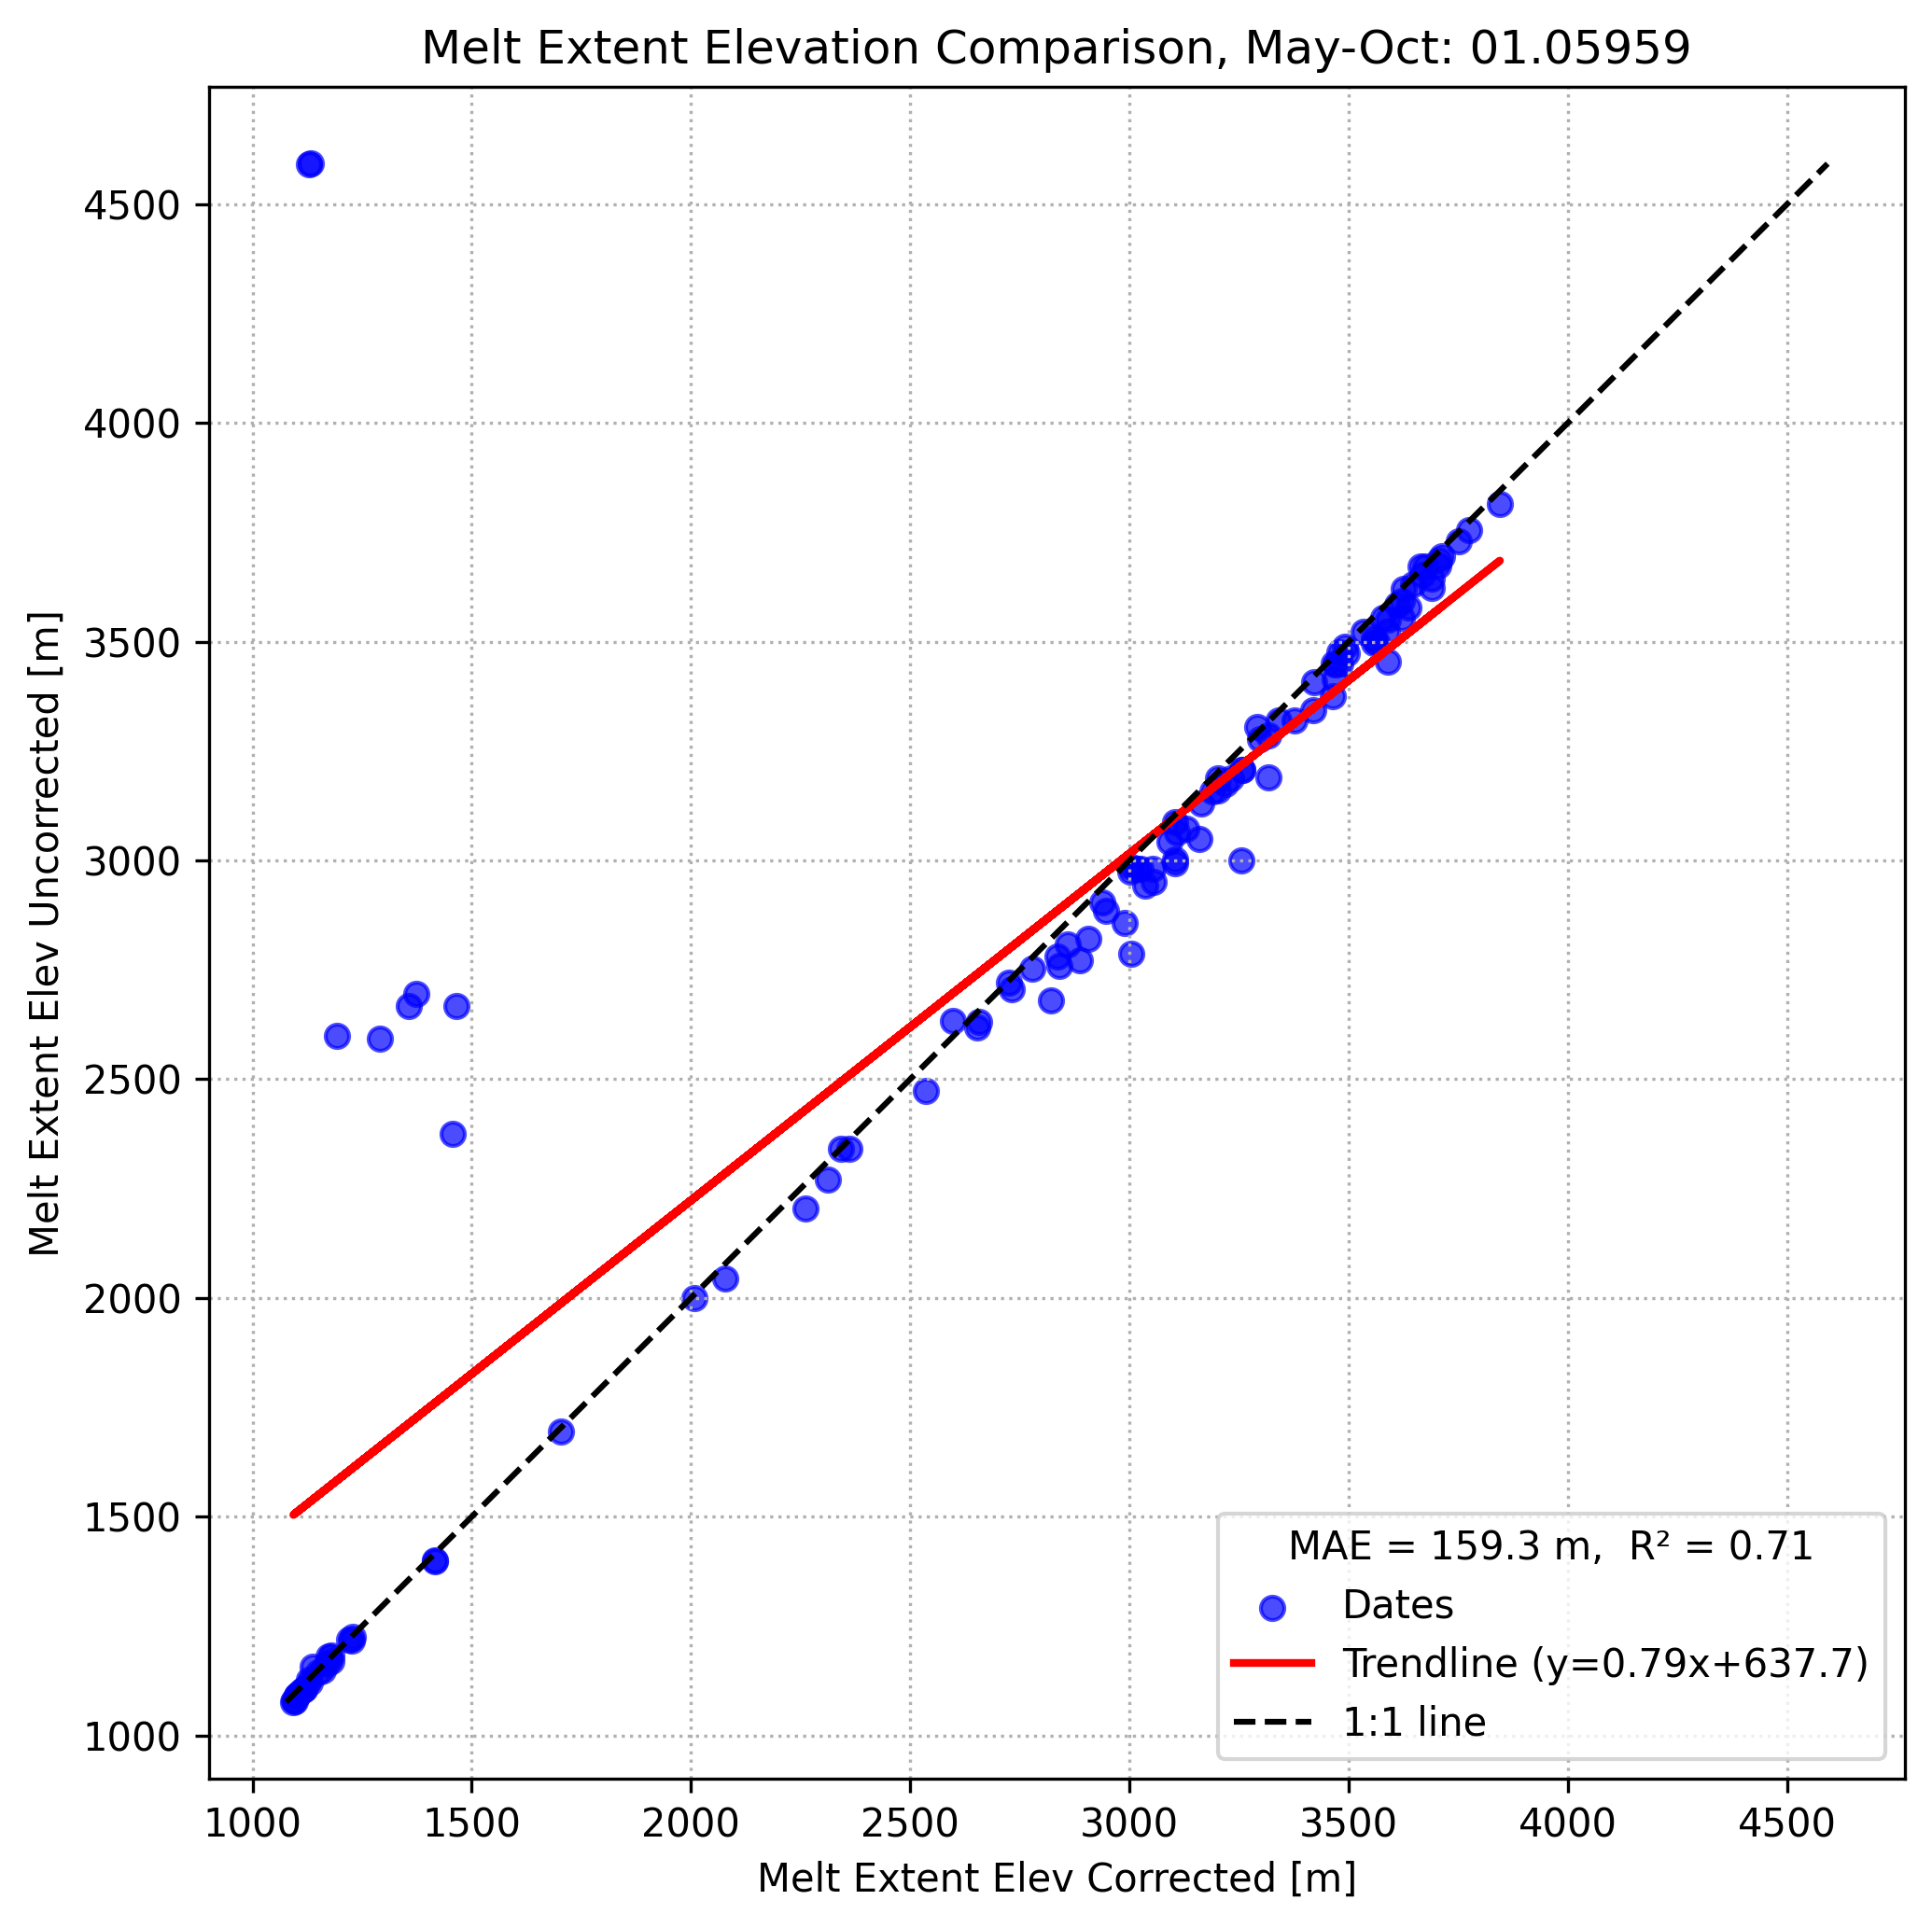 Melt Extent Elevation Comparison, May-Oct: 01.05959
Melt Extent Elev Uncorrected [m]
4500
4000
3500
3000
2500
2000
1500
1000
MAE = 159.3 m,  R² = 0.71
Dates
Trendline (y=0.79x+637.7)
1:1 line
1000 1500 2000 2500 3000 3500 4000 4500
Melt Extent Elev Corrected [m]